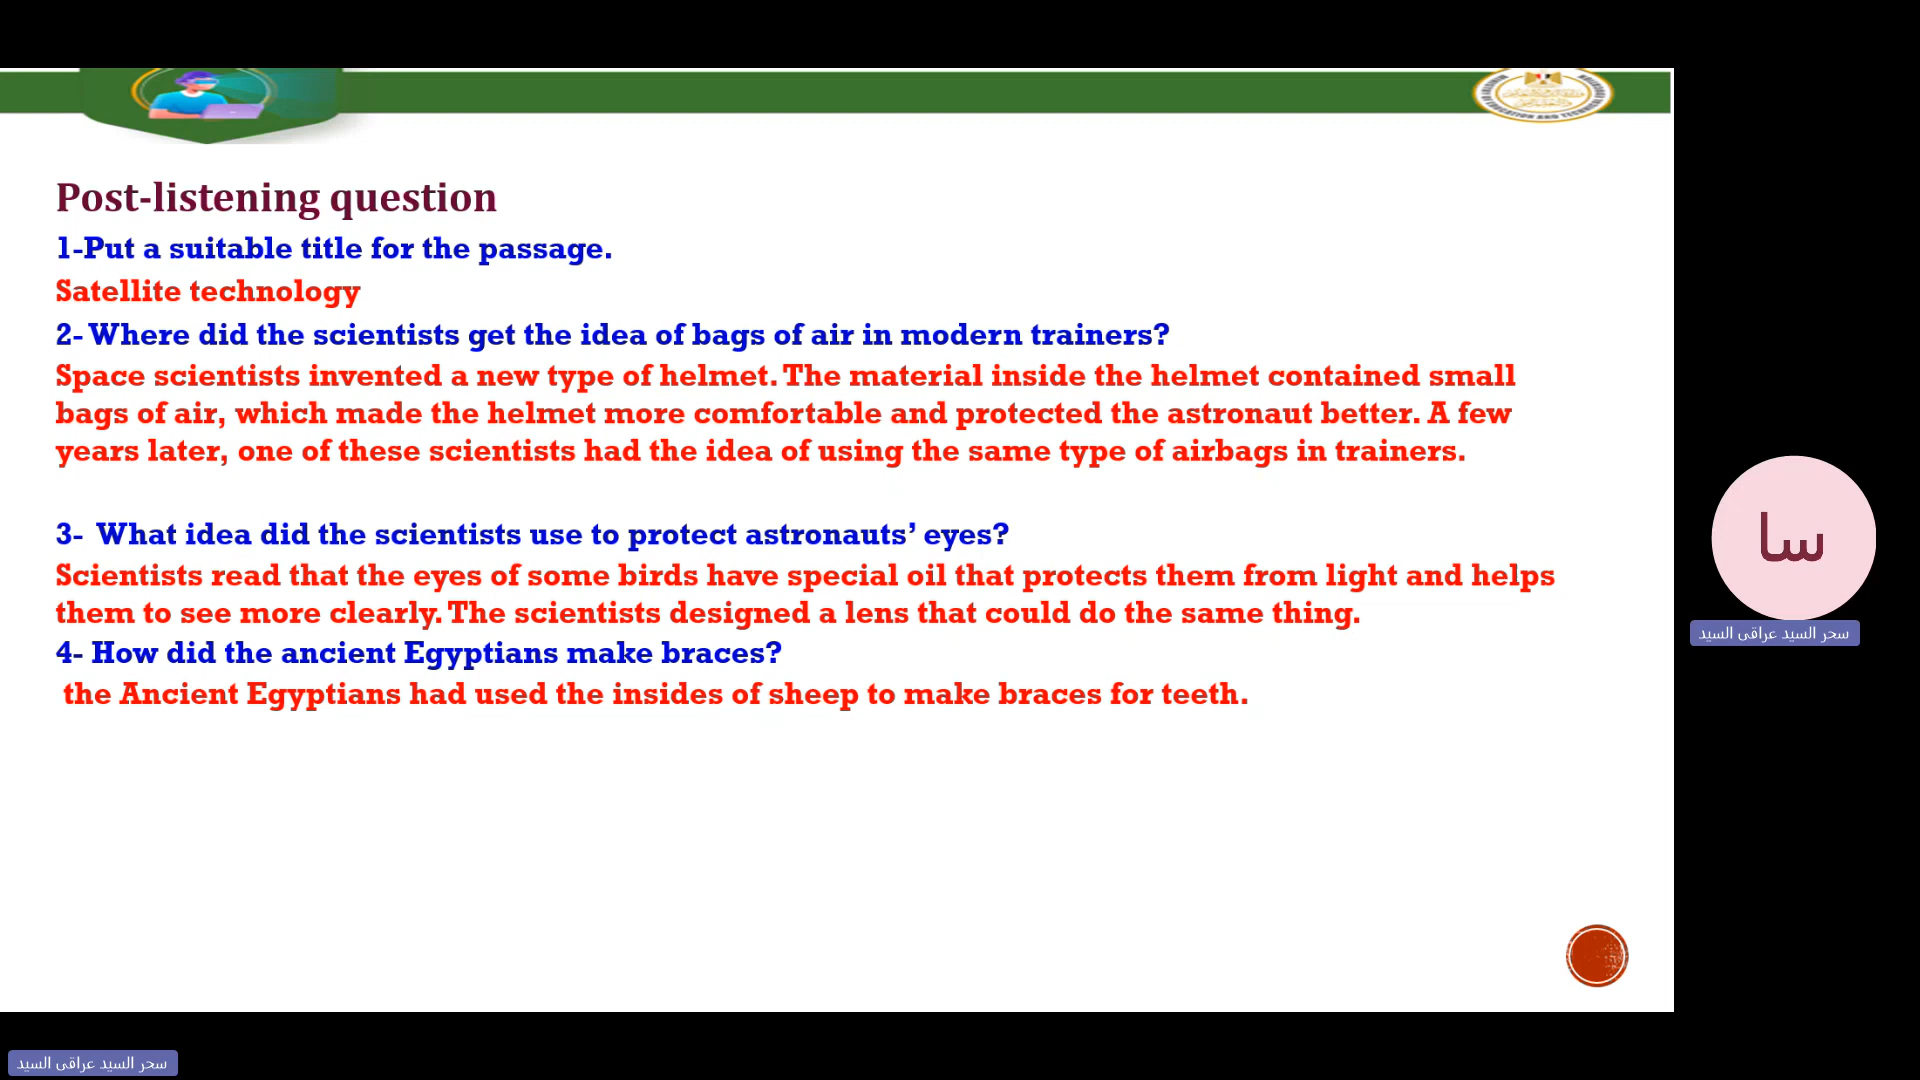 Post-listening question
1-Put a suitable title for the passage.
Satellite technology
2- Where did the scientists get the idea of bags of air in modern trainers?
Space scientists invented a new type of helmet. The material inside the helmet contained small
bags of air, which made the helmet more comfortable and protected the astronaut better. A few
years later, one of these scientists had the idea of using the same type of airbags in trainers.
3- What idea did the scientists use to protect astronauts’ eyes?
Scientists read that the eyes of some birds have special oil that protects them from light and helps
them to see more clearly. The scientists designed a lens that could do the same thing.
4- How did the ancient Egyptians make braces?
the Ancient Egyptians had used the insides of sheep to make braces for teeth.
سا
سحر السيد عراقى السيد
سحر السيد عراقى السيد